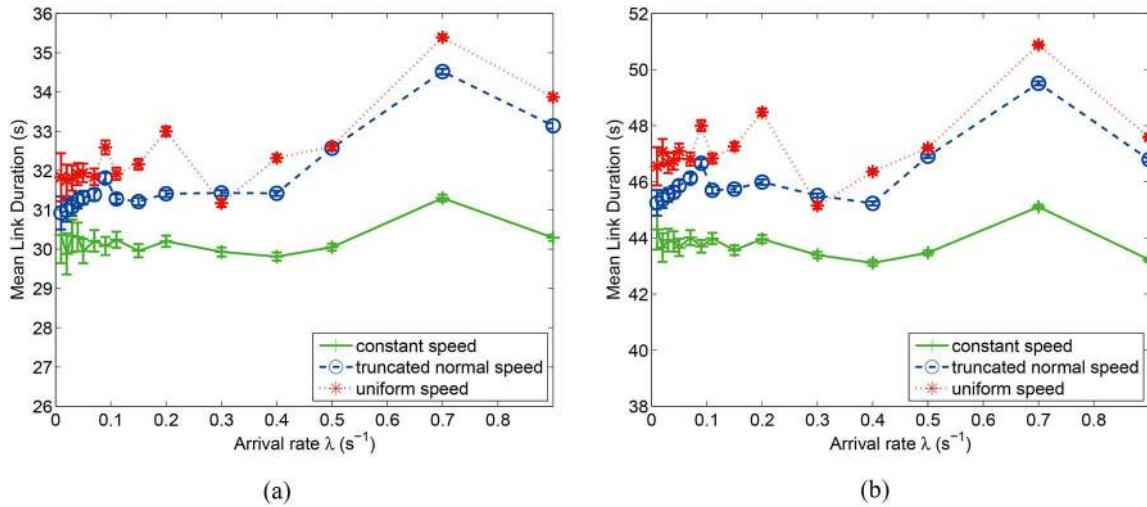 36
35
34
33
32
31
30
29
28
27
26
Mean Link Duration (s)
0 0.1 0.2 0.3 0.4 0.5 0.6 0.7 0.8
Arrival rate λ (s⁻¹)
constant speed
truncated normal speed
uniform speed
(a)
52
50
48
46
44
42
40
38
Mean Link Duration (s)
0 0.1 0.2 0.3 0.4 0.5 0.6 0.7 0.8
Arrival rate λ (s⁻¹)
constant speed
truncated normal speed
uniform speed
(b)